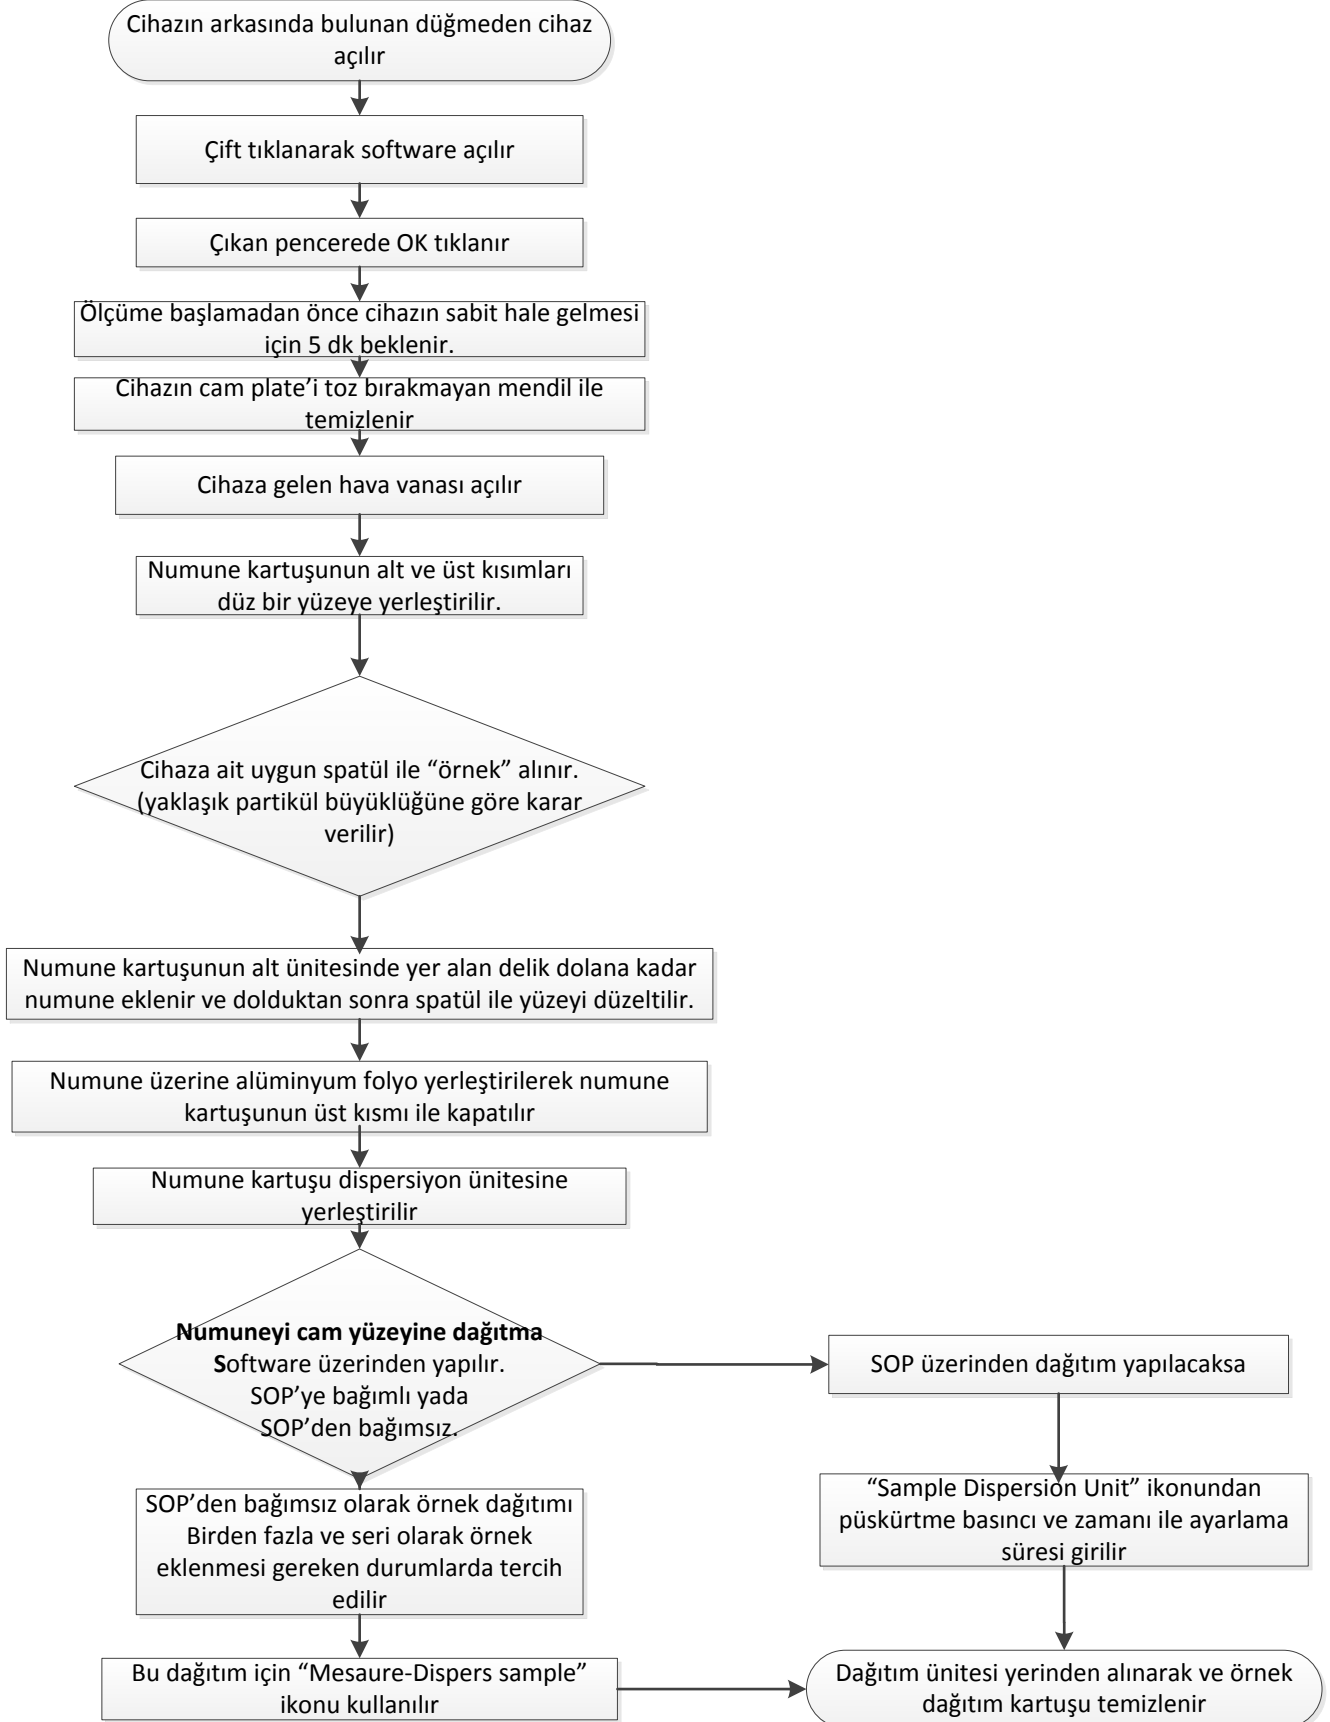 Cihazın arkasında bulunan düğmeden cihaz
açılır
Çift tıklanarak software açılır
Çıkan pencerede OK tıklanır
Ölçüme başlamadan önce cihazın sabit hale gelmesi
için 5 dk beklenir.
Cihazın cam plate’i toz bırakmayan mendil ile
temizlenir
Cihaza gelen hava vanası açılır
Numune kartuşunun alt ve üst kısımları
düz bir yüzeye yerleştirilir.
Cihaza ait uygun spatül ile “örnek” alınır.
(yaklaşık partikül büyüklüğüne göre karar
verilir)
Numune kartuşunun alt ünitesinde yer alan delik dolana kadar
numune eklenir ve dolduktan sonra spatül ile yüzeyi düzeltilir.
Numune üzerine alüminyum folyo yerleştirilerek numune
kartuşunun üst kısmı ile kapatılır
Numune kartuşu dispersiyon ünitesine
yerleştirilir
Numuneyi cam yüzeyine dağıtma
Software üzerinden yapılır.
SOP’ye bağımlı yada
SOP’den bağımsız.
SOP üzerinden dağıtım yapılacaksa
“Sample Dispersion Unit” ikonundan
püskürtme basıncı ve zamanı ile ayarlama
süresi girilir
SOP’den bağımsız olarak örnek dağıtımı
Birden fazla ve seri olarak örnek
eklenmesi gereken durumlarda tercih
edilir
Bu dağıtım için “Mesaure-Dispers sample”
ikonu kullanılır
Dağıtım ünitesi yerinden alınarak ve örnek
dağıtım kartuşu temizlenir